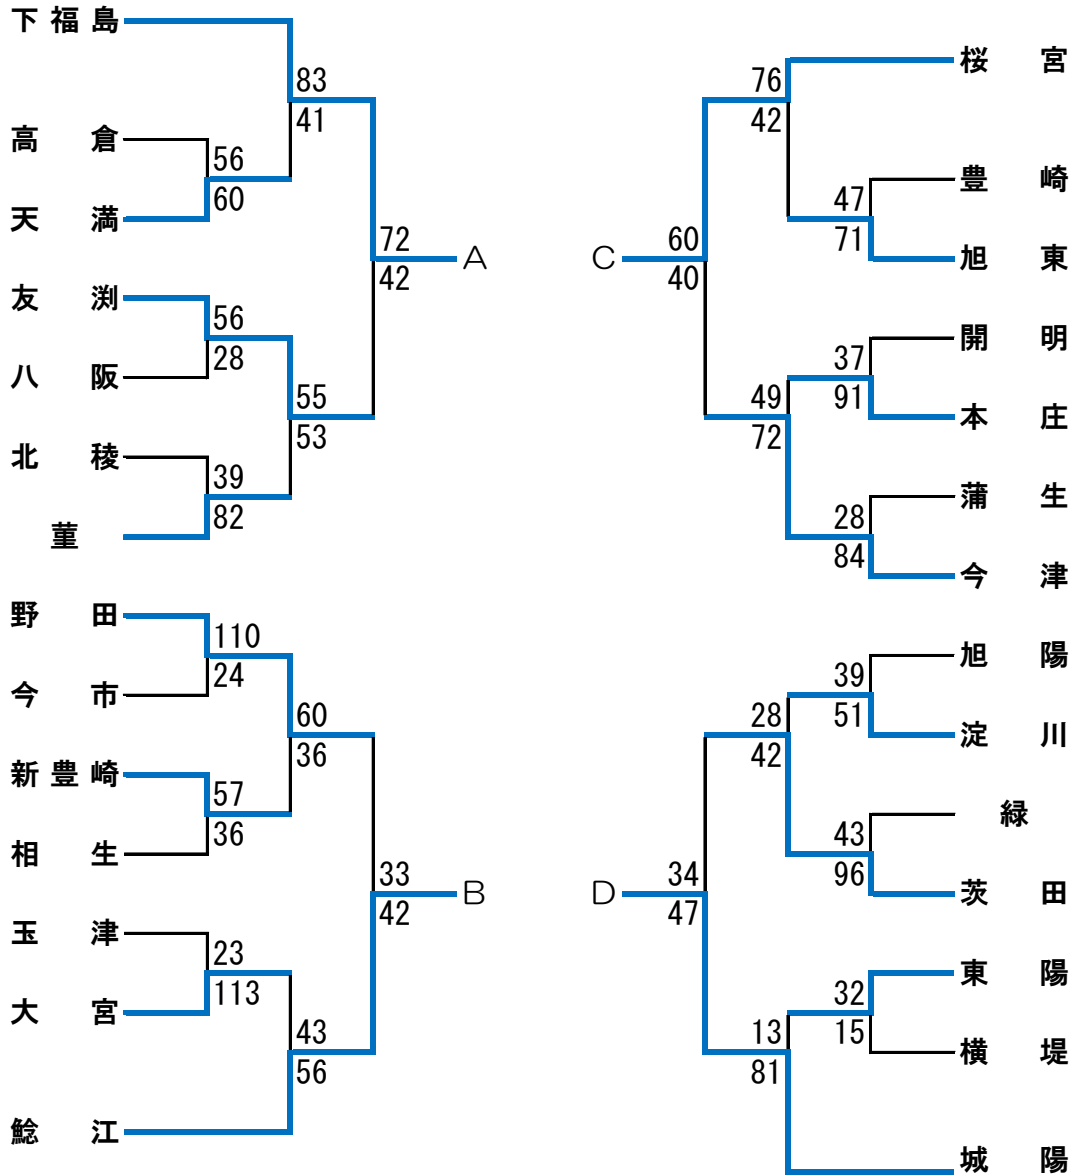 下福島
83
41
高倉
56
60
天満
72
42
A
友渕
56
28
八阪
55
53
北稜
39
82
菫
野田
110
24
今市
60
36
新豊崎
57
36
相生
33
42
B
玉津
23
113
大宮
43
56
鯰江
桜宮
76
42
豊崎
47
71
旭東
C
60
40
開明
37
91
本庄
49
72
蒲生
28
84
今津
旭陽
39
51
淀川
28
42
緑
43
96
茨田
D
34
47
東陽
32
15
横堤
13
81
城陽